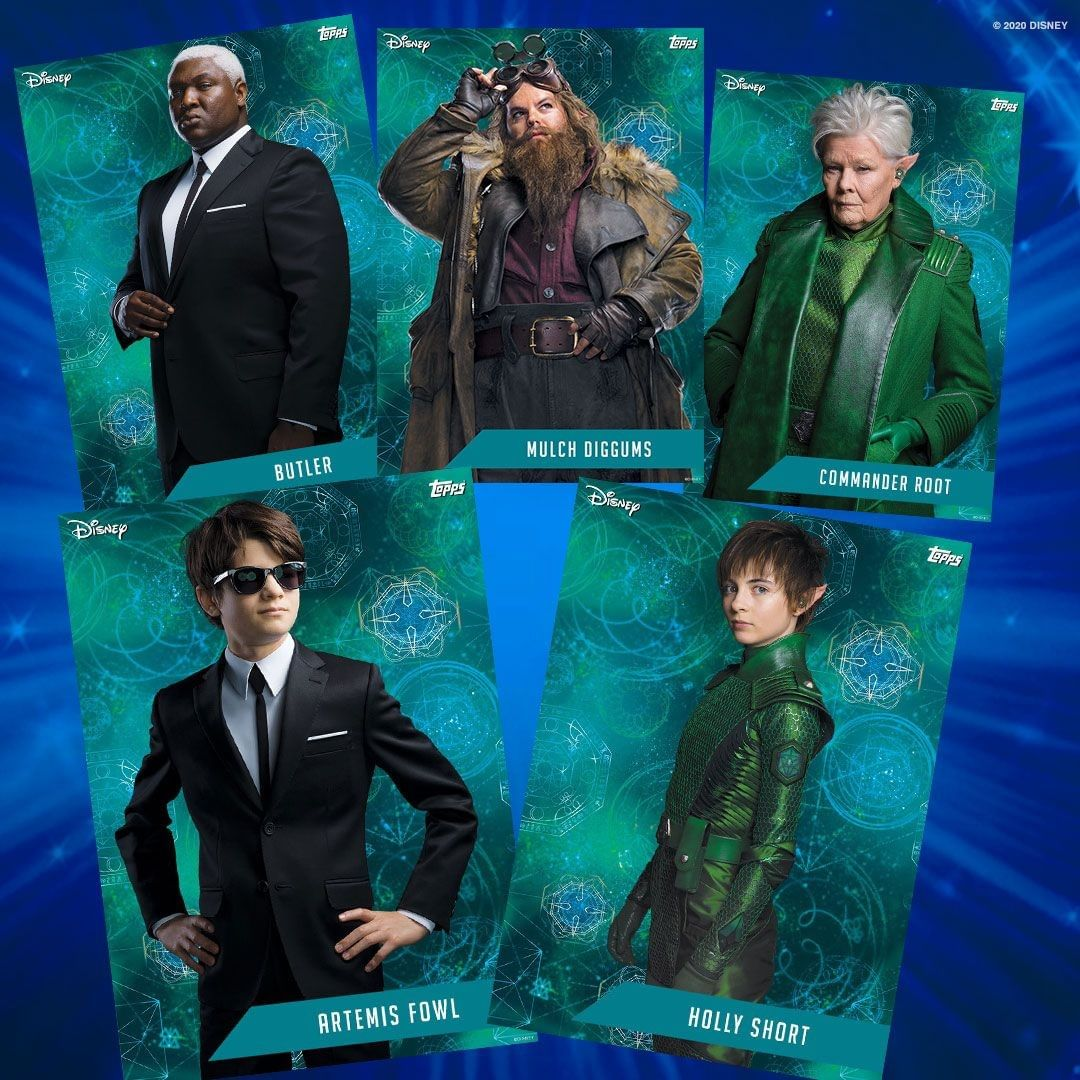 © 2020 DISNEY
Disney
Topps
BUTLER
Disney
Topps
MULCH DIGGUMS
Disney
Topps
COMMANDER ROOT
Disney
Topps
ARTEMIS FOWL
©DISNEY
Disney
Topps
HOLLY SHORT